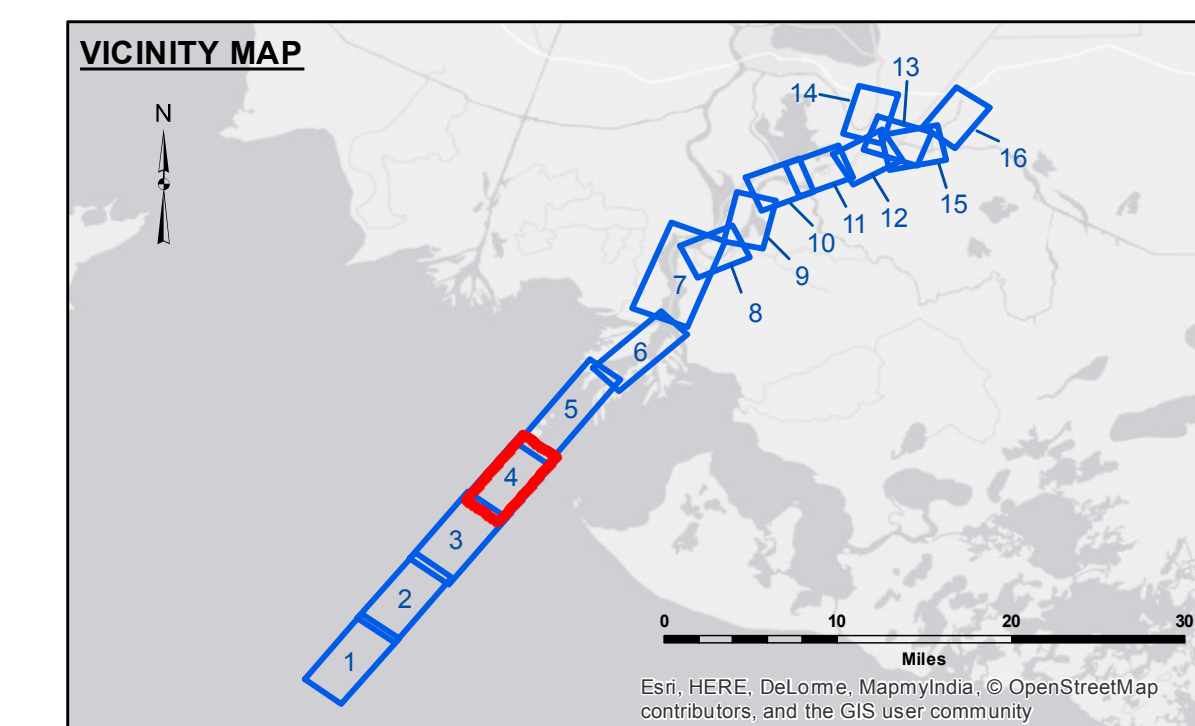 VICINITY MAP
N
13
14
16
15
12
11
10
9
8
7
6
5
4
3
2
1
0 10 20 30
Miles
Esri, HERE, DeLorme, MapmyIndia, © OpenStreetMap
contributors, and the GIS user community